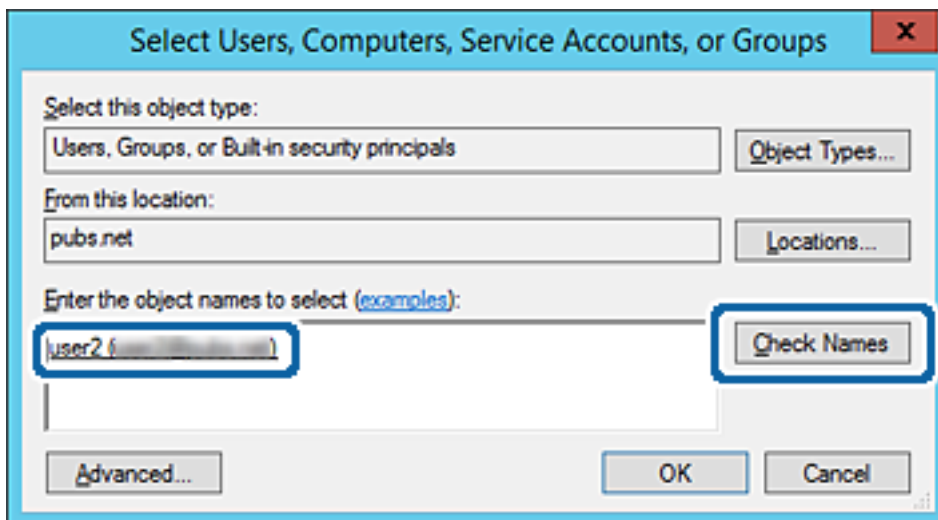 Select Users, Computers, Service Accounts, or Groups
x
Select this object type:
Users, Groups, or Built-in security principals
Object Types...
From this location:
pubs.net
Locations...
Enter the object names to select (examples):
user2 (
Check Names
Advanced...
OK
Cancel